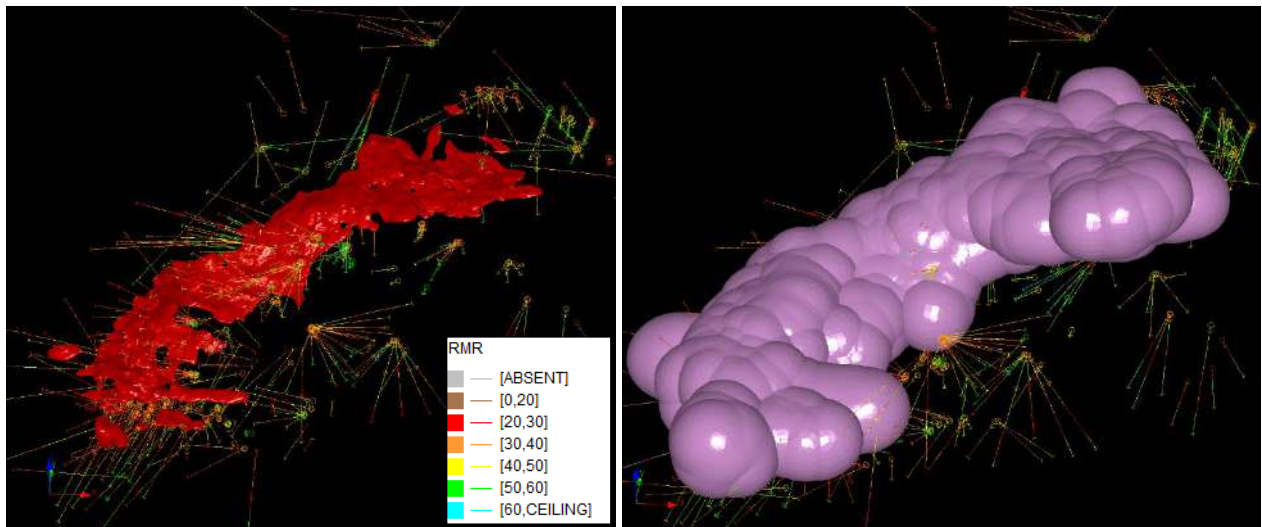 RMR
[ABSENT]
[0,20]
[20,30]
[30,40]
[40,50]
[50,60]
[60,CEILING]